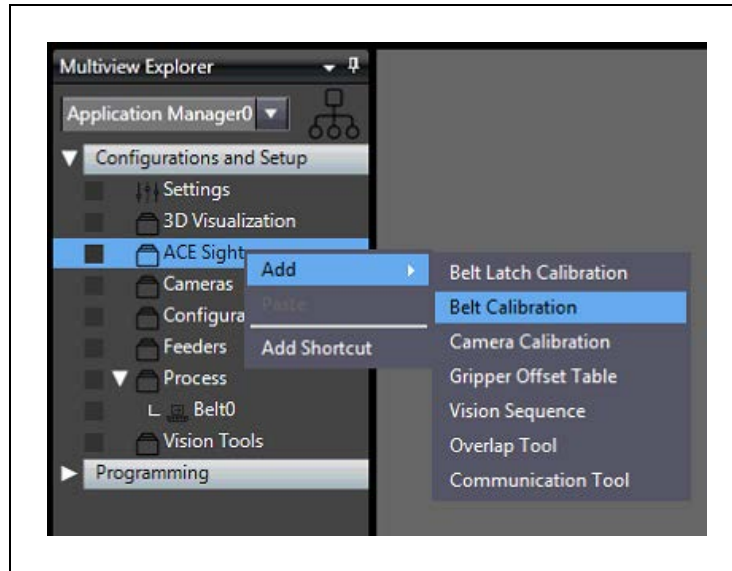 Multiview Explorer
Application Manager0
Configurations and Setup
Settings
3D Visualization
ACE Sight
Cameras
Configura
Feeders
Process
Belt0
Vision Tools
Programming
Add
Paste
Add Shortcut
Belt Latch Calibration
Belt Calibration
Camera Calibration
Gripper Offset Table
Vision Sequence
Overlap Tool
Communication Tool